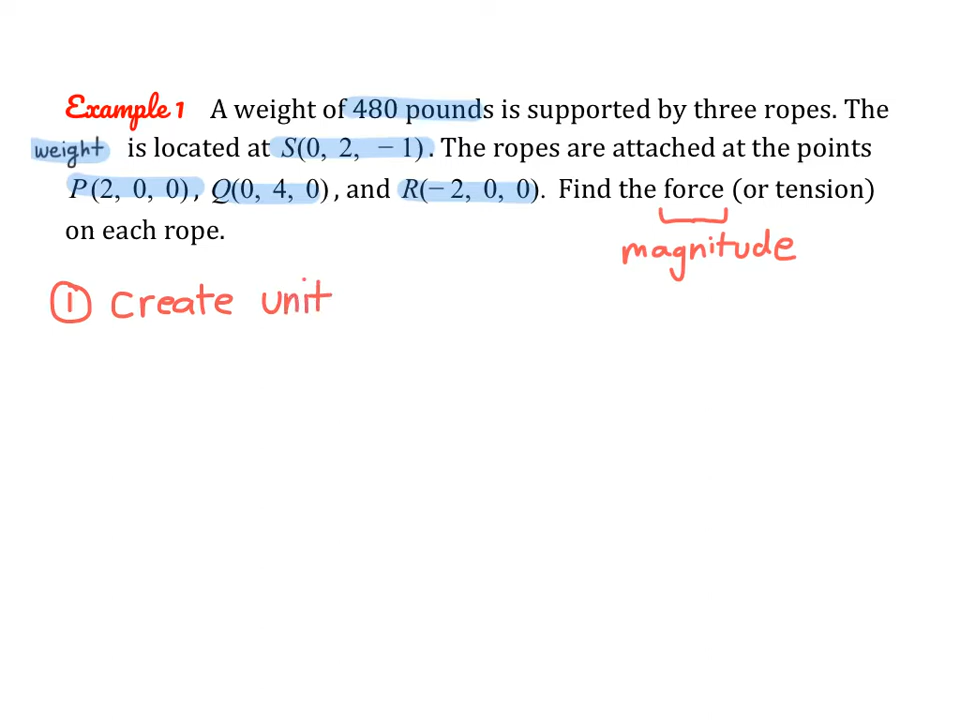 Example 1 A weight of 480 pounds is supported by three ropes. The
weight is located at S(0, 2, − 1). The ropes are attached at the points
P(2, 0, 0), Q(0, 4, 0), and R(− 2, 0, 0). Find the force (or tension)
on each rope.
magnitude
① create unit